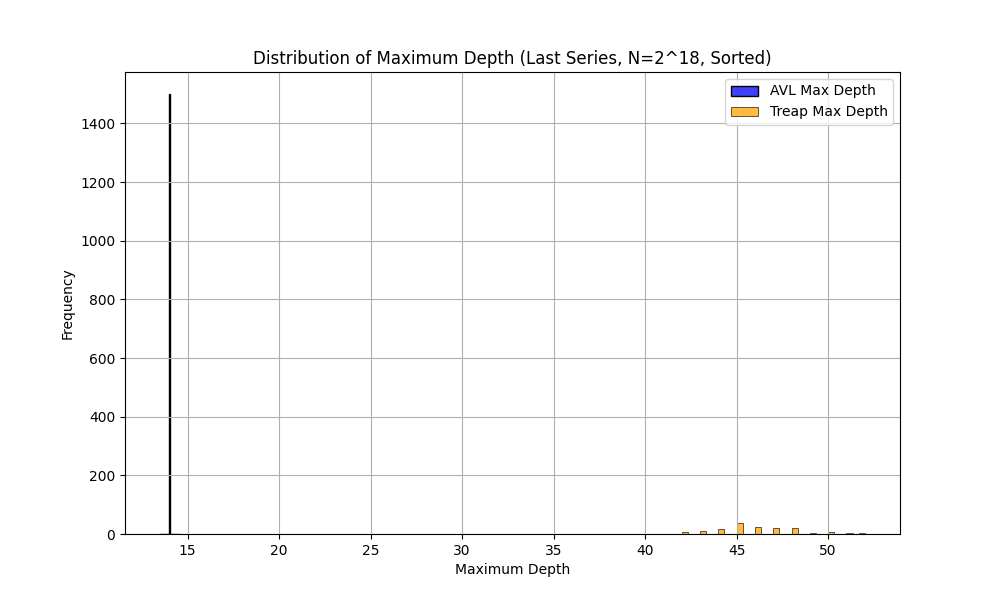 Distribution of Maximum Depth (Last Series, N=2^18, Sorted)
AVL Max Depth
Treap Max Depth
Frequency
1400
1200
1000
800
600
400
200
0
15 20 25 30 35 40 45 50
Maximum Depth